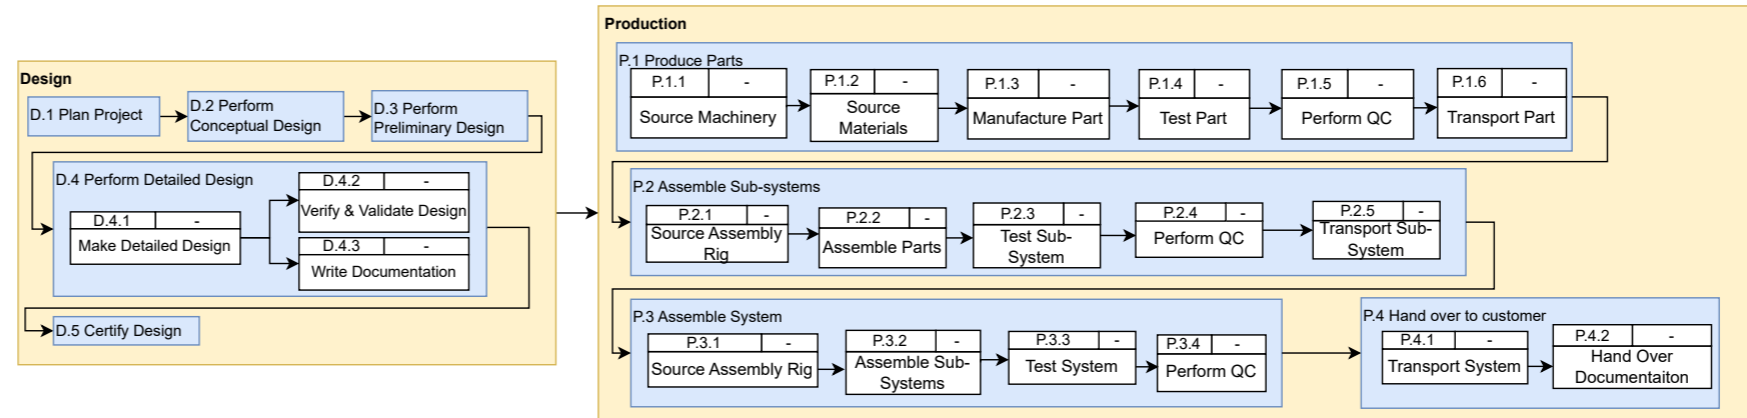 Design
D.1 Plan Project
D.2 Perform
Conceptual Design
D.3 Perform
Preliminary Design
D.4 Perform Detailed Design
D.4.1 -
Make Detailed Design
D.4.2 -
Verify & Validate Design
D.4.3 -
Write Documentation
D.5 Certify Design
Production
P.1 Produce Parts
P.1.1 -
Source Machinery
P.1.2 -
Source
Materials
P.1.3 -
Manufacture Part
P.1.4 -
Test Part
P.1.5 -
Perform QC
P.1.6 -
Transport Part
P.2 Assemble Sub-systems
P.2.1 -
Source Assembly
Rig
P.2.2 -
Assemble Parts
P.2.3 -
Test Sub-
System
P.2.4 -
Perform QC
P.2.5 -
Transport Sub-
System
P.3 Assemble System
P.3.1 -
Source Assembly Rig
P.3.2 -
Assemble Sub-
Systems
P.3.3 -
Test System
P.3.4 -
Perform QC
P.4 Hand over to customer
P.4.1 -
Transport System
P.4.2 -
Hand Over
Documentaiton